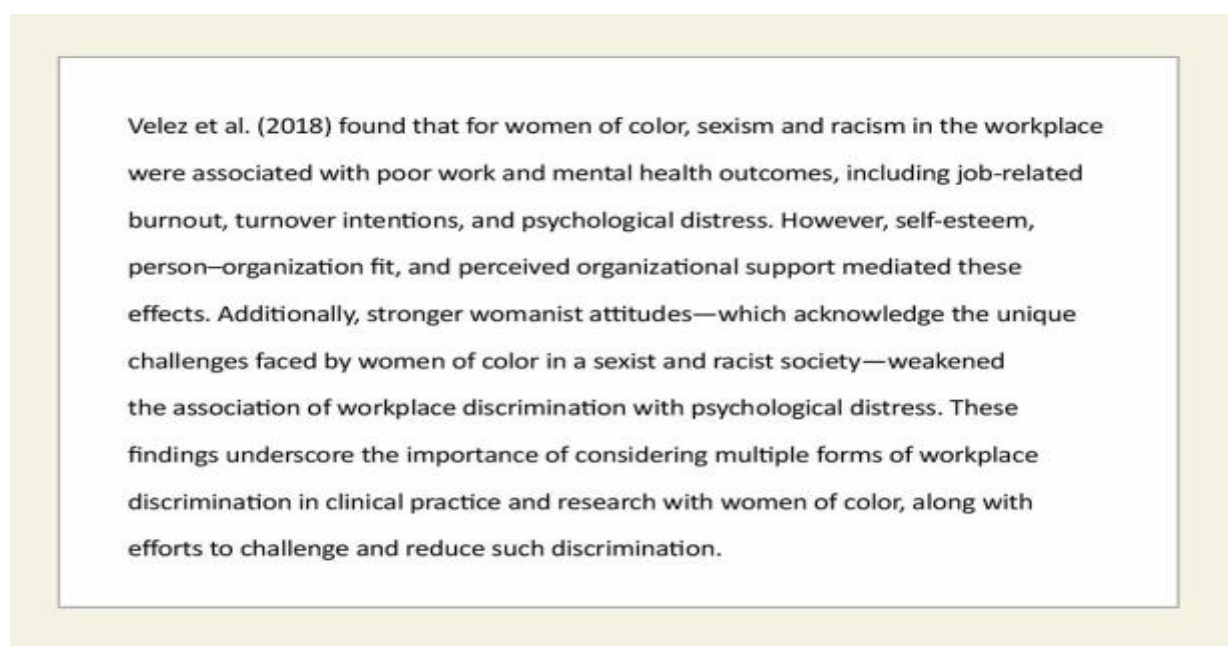 Velez et al. (2018) found that for women of color, sexism and racism in the workplace
were associated with poor work and mental health outcomes, including job-related
burnout, turnover intentions, and psychological distress. However, self-esteem,
person–organization fit, and perceived organizational support mediated these
effects. Additionally, stronger womanist attitudes—which acknowledge the unique
challenges faced by women of color in a sexist and racist society—weakened
the association of workplace discrimination with psychological distress. These
findings underscore the importance of considering multiple forms of workplace
discrimination in clinical practice and research with women of color, along with
efforts to challenge and reduce such discrimination.